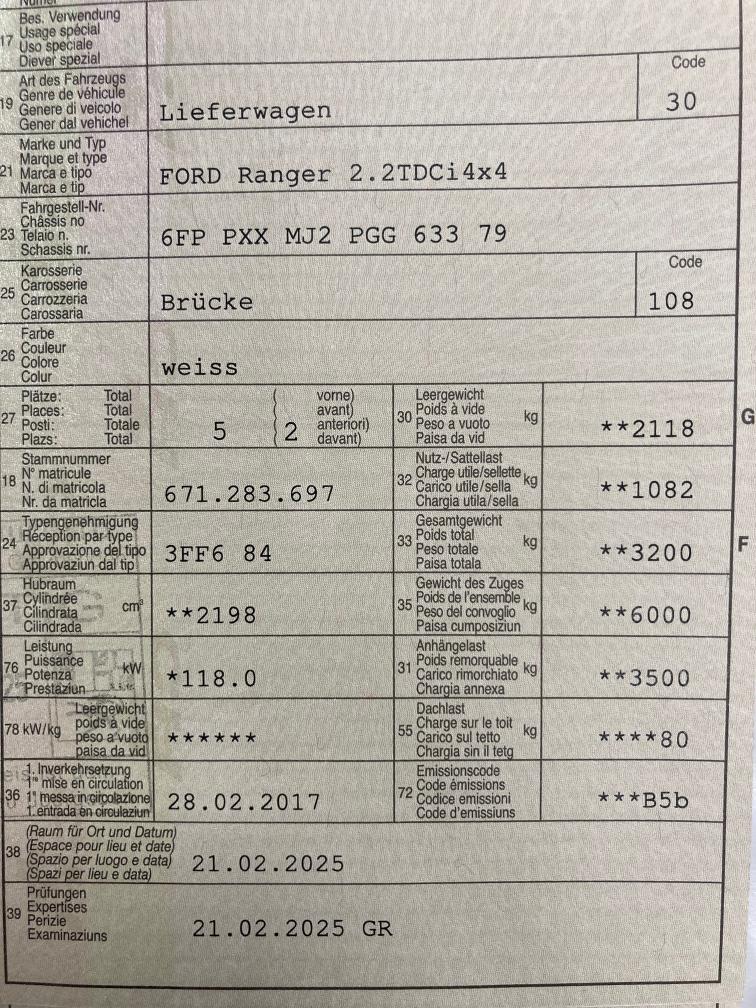 17 Bes. Verwendung
Usage spécial
Uso speciale
Diever spezial
19 Art des Fahrzeugs
Genre de véhicule
Genere di veicolo
Gener dal vehichel
Lieferwagen
Code
30
21 Marke und Typ
Marque et type
Marca e tipo
Marca e tip
FORD Ranger 2.2TDCi4x4
23 Fahrgestell-Nr.
Châssis no
Telaio n.
Schassis nr.
6FP PXX MJ2 PGG 633 79
25 Karosserie
Carrosserie
Carrozzeria
Carossaria
Brücke
Code
108
26 Farbe
Couleur
Colore
Colur
weiss
27 Plätze: Total
Places: Total
Posti: Totale
Plazs: Total
5
( vorne)
( avant)
( anteriori)
( davant)
2
30 Leergewicht
Poids à vide kg
Peso a vuoto
Paisa da vid
**2118
G
18 Stammnummer
N° matricule
N. di matricola
Nr. da matricla
671.283.697
32 Nutz-/Sattellast
Charge utile/sellette kg
Carico utile/sella
Chargia utila/sella
**1082
24 Typengenehmigung
Réception par type
Approvazione del tipo
Approvaziun dal tip
3FF6 84
33 Gesamtgewicht
Poids total kg
Peso totale
Paisa totala
**3200
F
37 Hubraum
Cylindrée cm³
Cilindrata
Cilindrada
**2198
35 Gewicht des Zuges
Poids de l'ensemble kg
Peso del convoglio
Paisa cumposiziun
**6000
76 Leistung
Puissance kW
Potenza
Prestaziun
*118.0
31 Anhängelast
Poids remorquable kg
Carico rimorchiato
Chargia annexa
**3500
78 kW/kg Leergewicht
poids à vide
peso a vuoto
paisa da vid
******
55 Dachlast
Charge sur le toit kg
Carico sul tetto
Chargia sin il tetg
****80
36 1. Inverkehrsetzung
1re mise en circulation
1a messa in circolazione
1. entrada en circulaziun
28.02.2017
72 Emissionscode
Code émissions
Codice emissioni
Code d'emissiuns
***B5b
38 (Raum für Ort und Datum)
(Espace pour lieu et date)
(Spazio per luogo e data)
(Spazi per lieu e data)
21.02.2025
39 Prüfungen
Expertises
Perizie
Examinaziuns
21.02.2025 GR